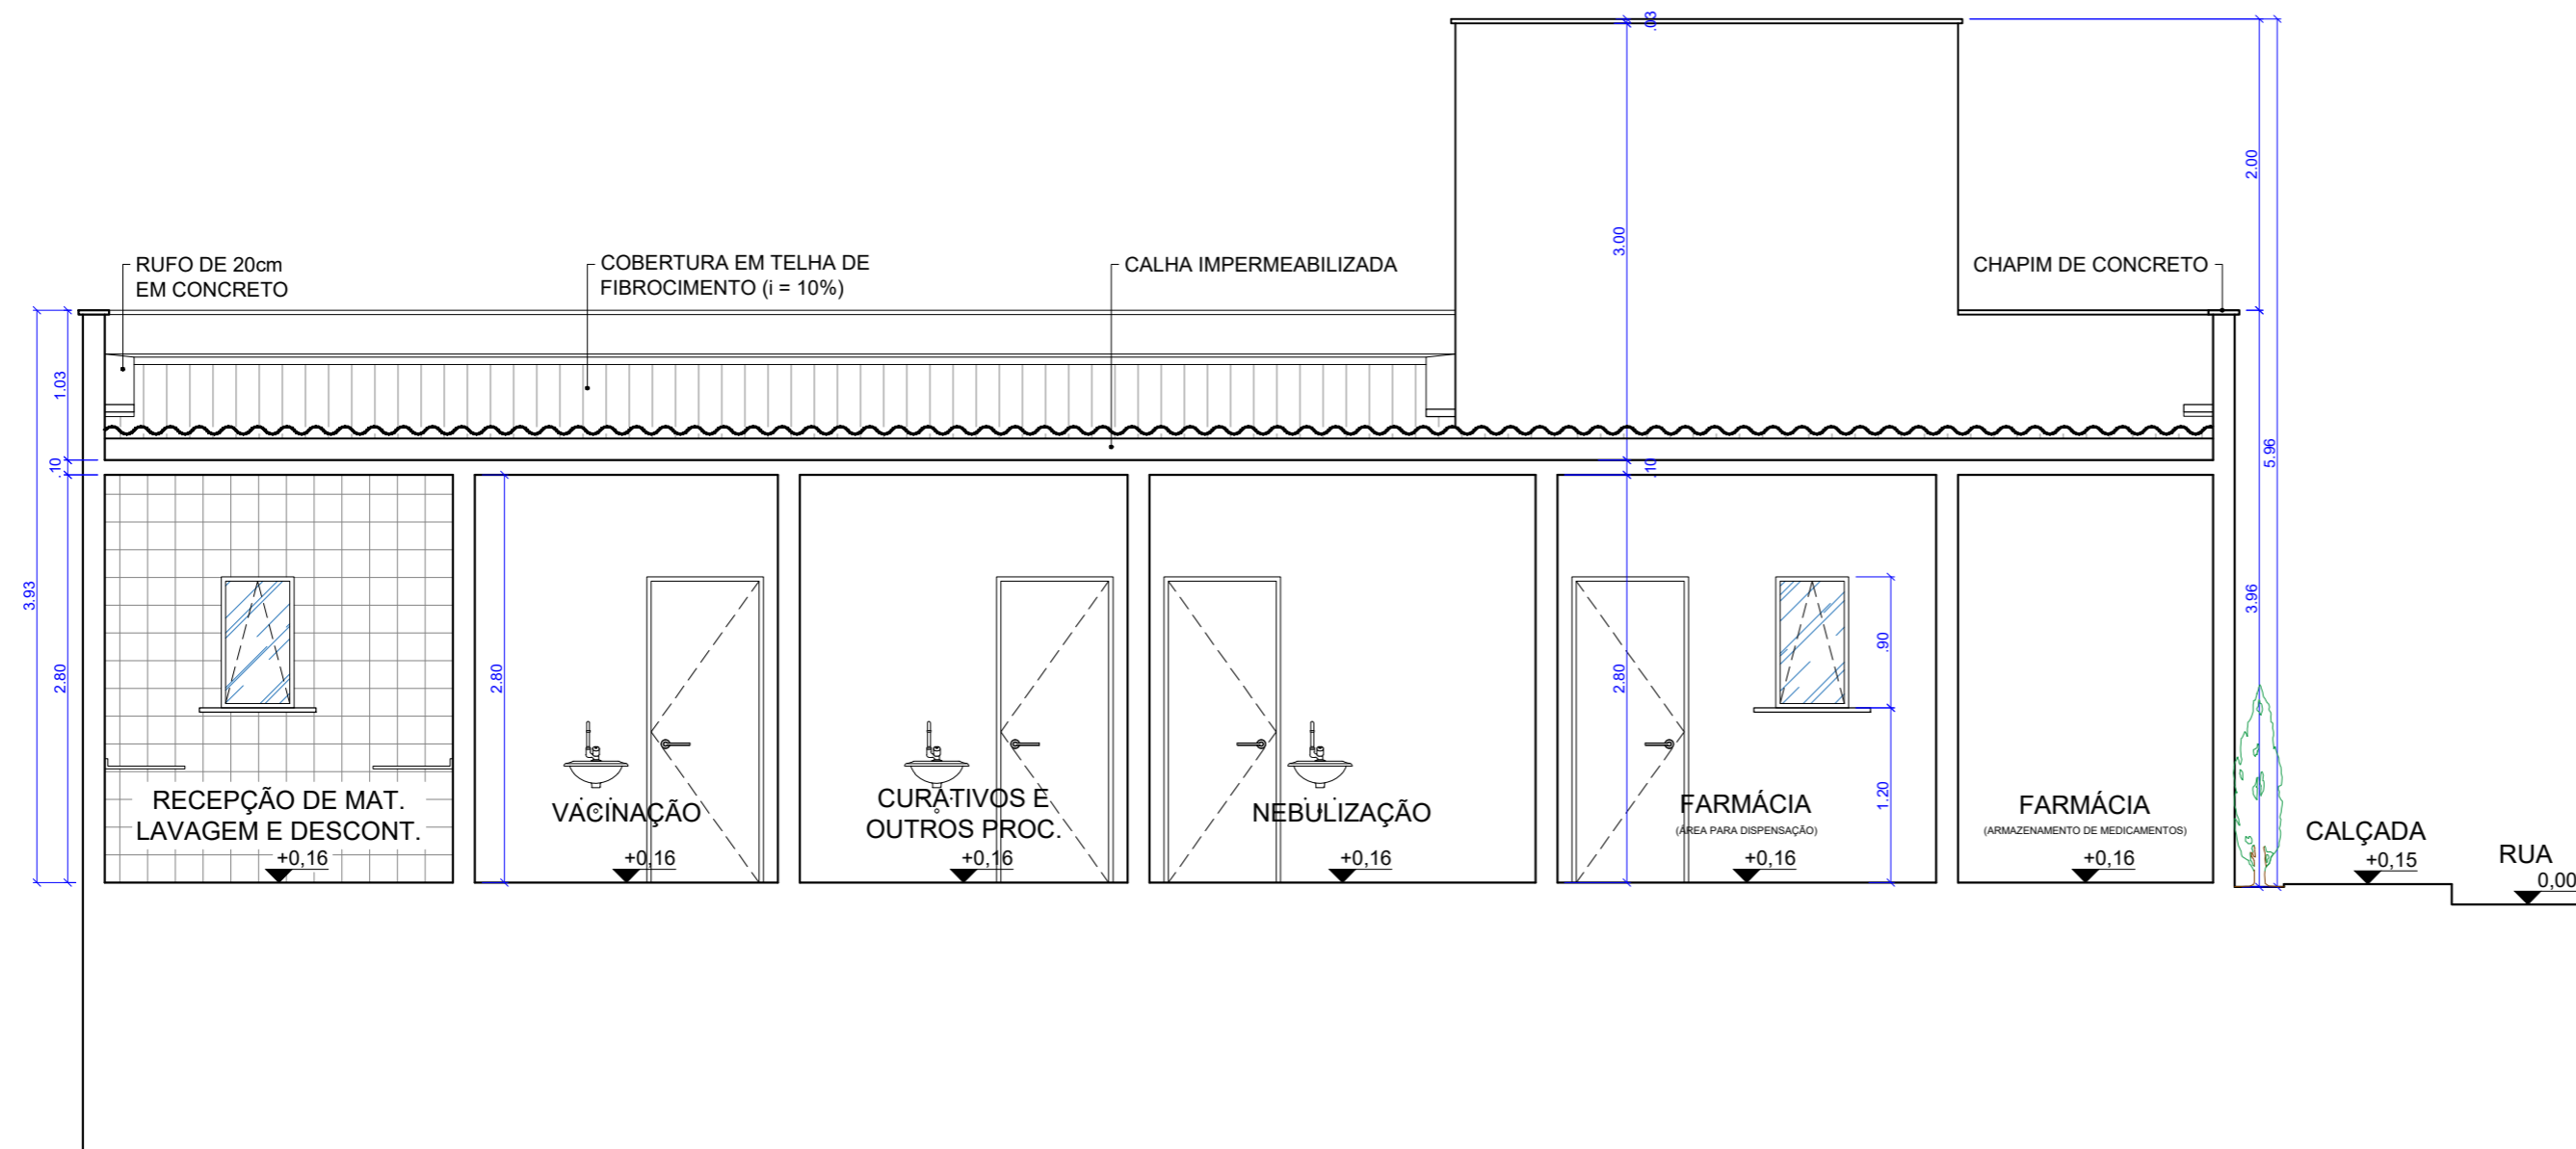 .03
2.00
3.00
RUFO DE 20cm
EM CONCRETO
COBERTURA EM TELHA DE
FIBROCIMENTO (i = 10%)
CALHA IMPERMEABILIZADA
CHAPIM DE CONCRETO
1.03
.10
.10
5.96
3.93
2.80
2.80
2.80
.90
1.20
3.96
RECEPÇÃO DE MAT.
LAVAGEM E DESCONT.
+0,16
VACINAÇÃO
+0,16
CURATIVOS E
OUTROS PROC.
+0,16
NEBULIZAÇÃO
+0,16
FARMÁCIA
(ÁREA PARA DISPENSAÇÃO)
+0,16
FARMÁCIA
(ARMAZENAMENTO DE MEDICAMENTOS)
+0,16
CALÇADA
+0,15
RUA
0,00